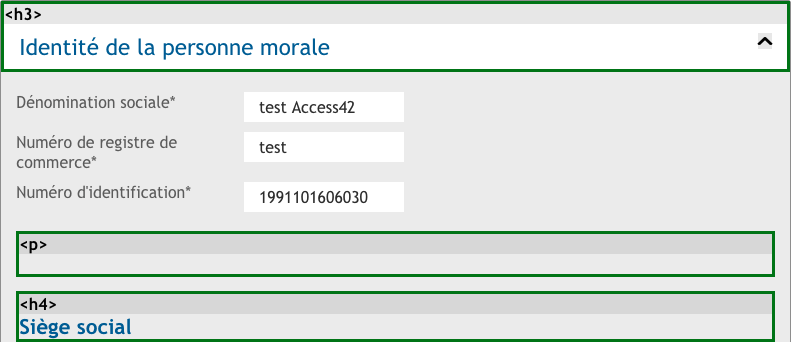 <h3>
Identité de la personne morale
Dénomination sociale* test Access42
Numéro de registre de
commerce* test
Numéro d'identification* 1991101606030
<p>
<h4>
Siège social